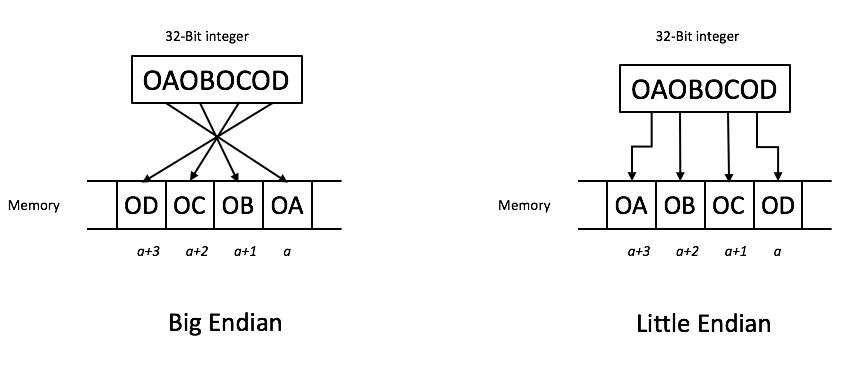 32-Bit integer
OAOBOCOD
Memory
OD OC OB OA
a+3 a+2 a+1 a
Big Endian
32-Bit integer
OAOBOCOD
Memory
OA OB OC OD
a+3 a+2 a+1 a
Little Endian